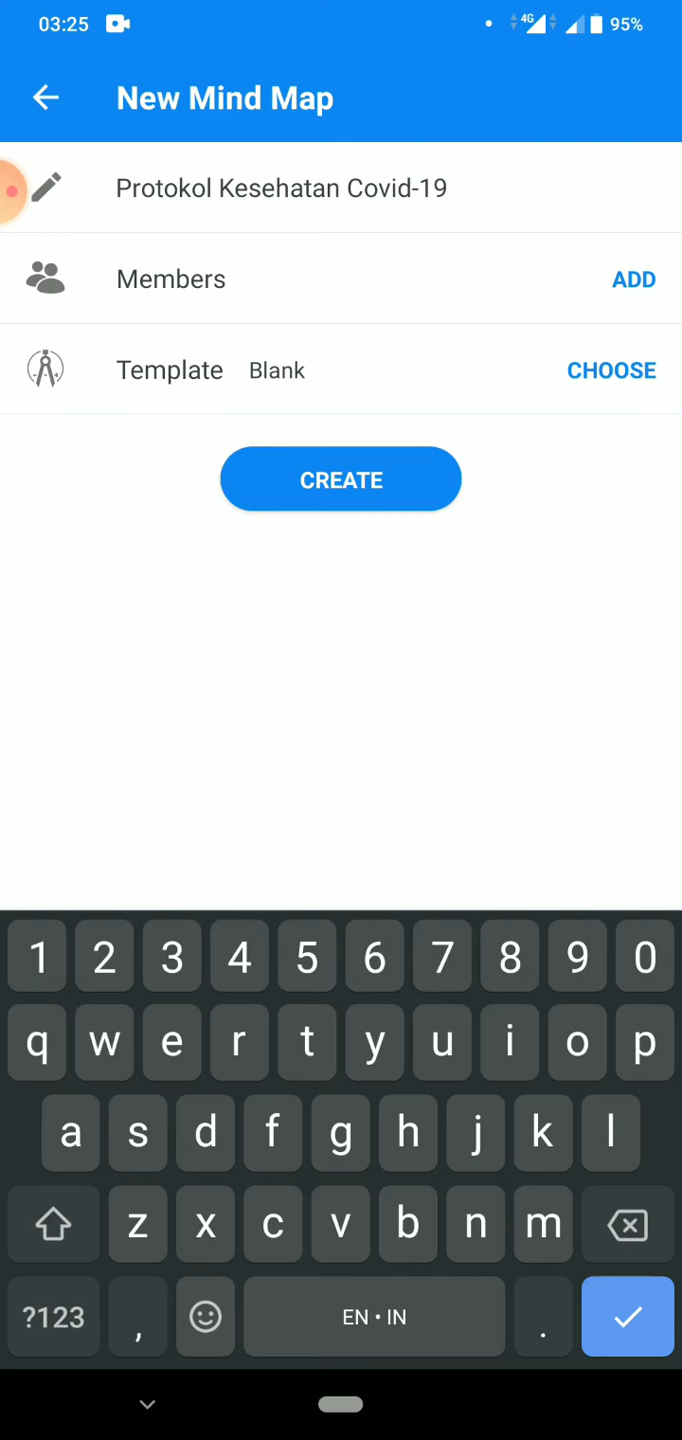 03:25
4G
95%
New Mind Map
Protokol Kesehatan Covid-19
Members ADD
Template Blank CHOOSE
CREATE
1 2 3 4 5 6 7 8 9 0
q w e r t y u i o p
a s d f g h j k l
z x c v b n m
?123 , EN • IN .